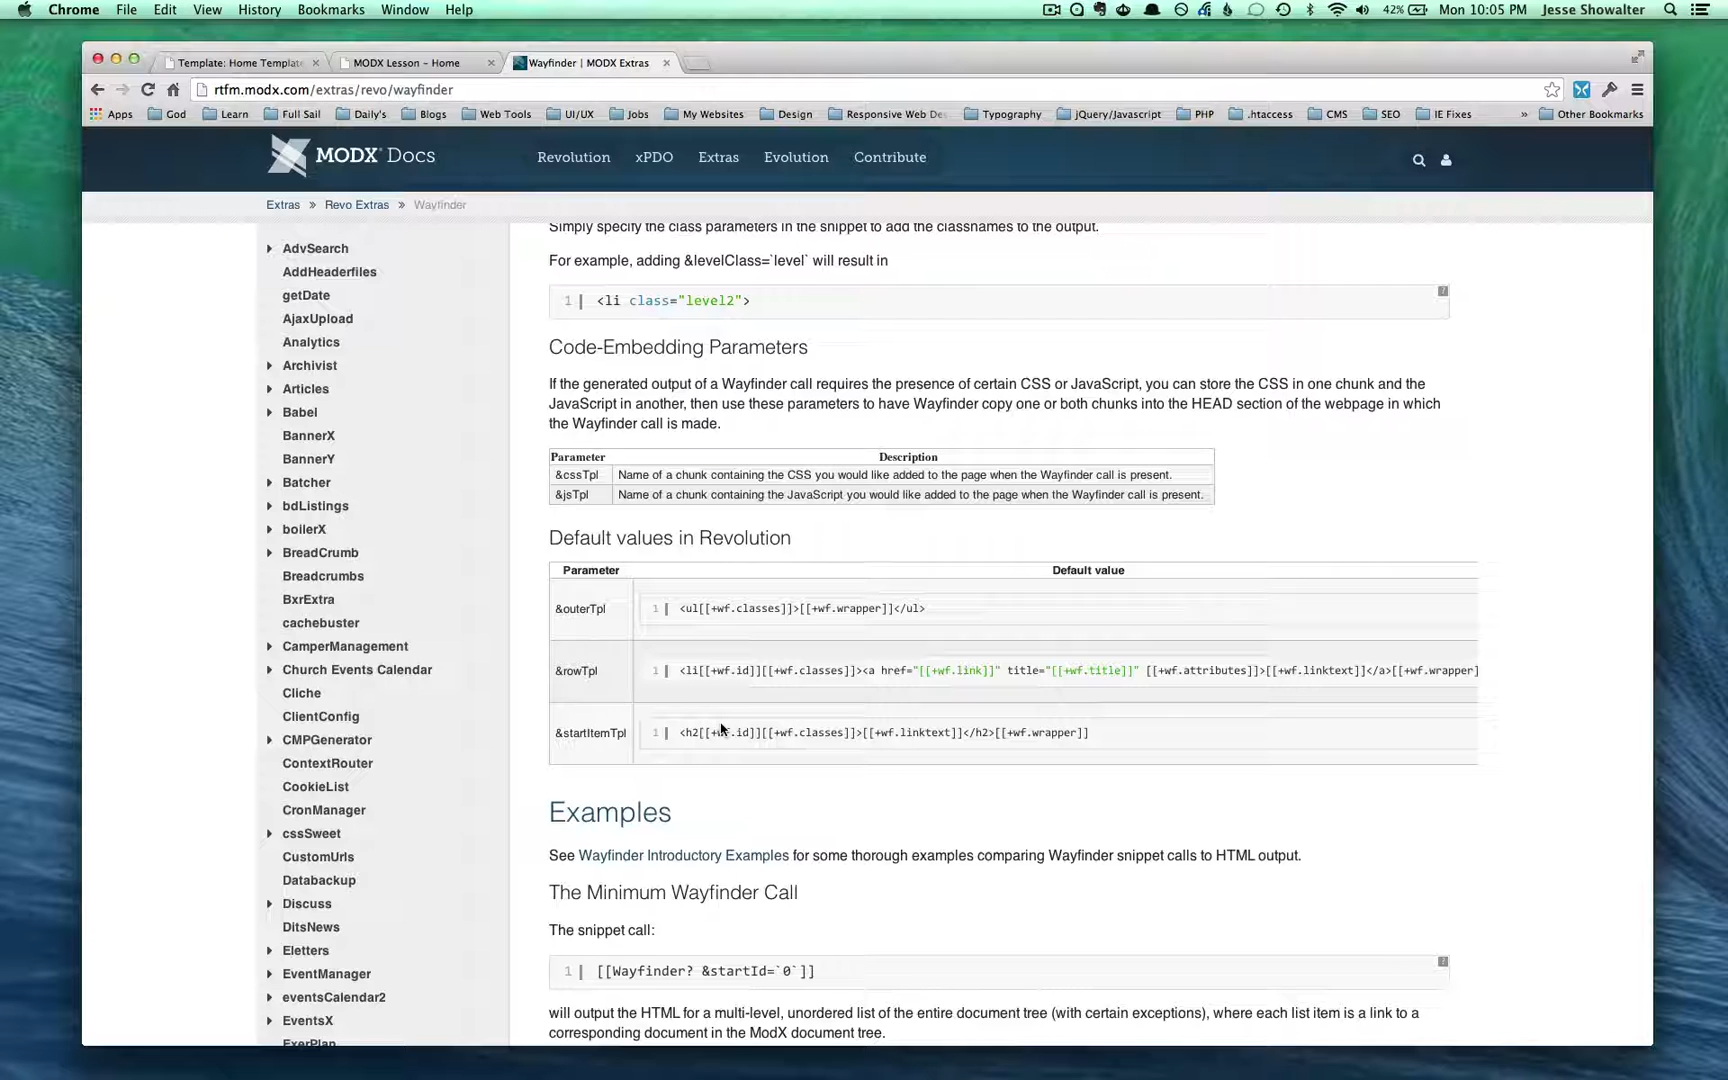 Chrome File Edit View History Bookmarks Window Help 42% Mon 10:05 PM Jesse Showalter
Template: Home Templat MODX Lesson - Home Wayfinder | MODX Extras
rtfm.modx.com/extras/revo/wayfinder
Apps God Learn Full Sail Daily's Blogs Web Tools UI/UX Jobs My Websites Design Responsive Web De Typography jQuery/Javascript PHP .htaccess CMS SEO IE Fixes » Other Bookmarks
MODX Docs Revolution xPDO Extras Evolution Contribute
Extras » Revo Extras » Wayfinder
AdvSearch
AddHeaderfiles
getDate
AjaxUpload
Analytics
Archivist
Articles
Babel
BannerX
BannerY
Batcher
bdListings
boilerX
BreadCrumb
Breadcrumbs
BxrExtra
cachebuster
CamperManagement
Church Events Calendar
Cliche
ClientConfig
CMPGenerator
ContextRouter
CookieList
CronManager
cssSweet
CustomUrls
Databackup
Discuss
DitsNews
Eletters
EventManager
eventsCalendar2
EventsX
ExerPlan
Simply specify the class parameters in the snippet to add the classnames to the output.
For example, adding &levelClass=`level` will result in
1 <li class="level2">
?
Code-Embedding Parameters
If the generated output of a Wayfinder call requires the presence of certain CSS or JavaScript, you can store the CSS in one chunk and the
JavaScript in another, then use these parameters to have Wayfinder copy one or both chunks into the HEAD section of the webpage in which
the Wayfinder call is made.
Parameter Description
&cssTpl Name of a chunk containing the CSS you would like added to the page when the Wayfinder call is present.
&jsTpl Name of a chunk containing the JavaScript you would like added to the page when the Wayfinder call is present.
Default values in Revolution
Parameter Default value
&outerTpl 1 <ul[[+wf.classes]]>[[+wf.wrapper]]</ul>
&rowTpl 1 <li[[+wf.id]][[+wf.classes]]><a href="[[+wf.link]]" title="[[+wf.title]]" [[+wf.attributes]]>[[+wf.linktext]]</a>[[+wf.wrapper]
&startItemTpl 1 <h2[[+wf.id]][[+wf.classes]]>[[+wf.linktext]]</h2>[[+wf.wrapper]]
Examples
See Wayfinder Introductory Examples for some thorough examples comparing Wayfinder snippet calls to HTML output.
The Minimum Wayfinder Call
The snippet call:
1 [[Wayfinder? &startId=`0`]]
?
will output the HTML for a multi-level, unordered list of the entire document tree (with certain exceptions), where each list item is a link to a
corresponding document in the ModX document tree.